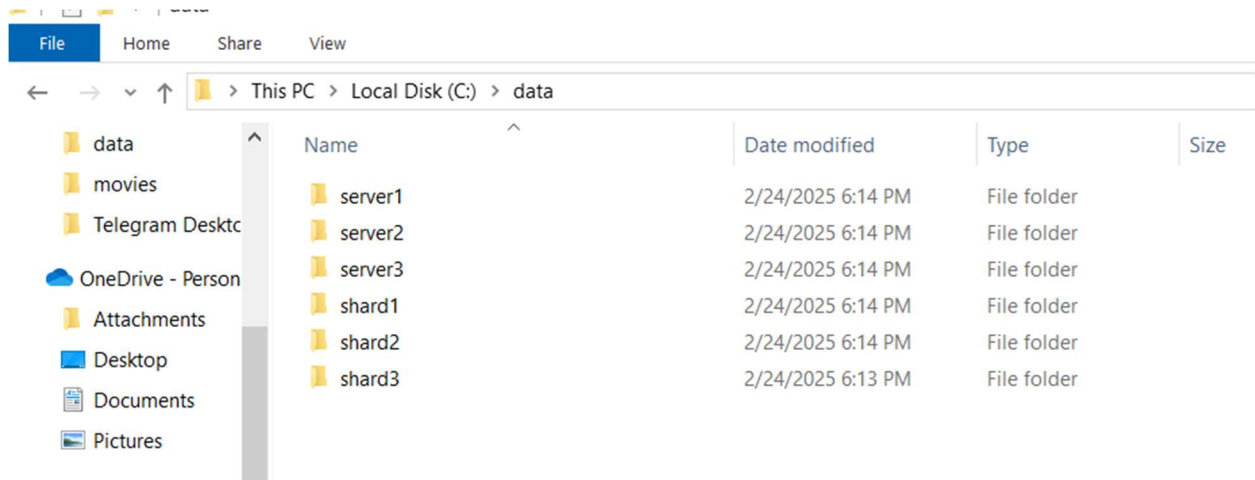 File Home Share View
This PC > Local Disk (C:) > data
data
movies
Telegram Deskto
OneDrive - Person
Attachments
Desktop
Documents
Pictures
Name Date modified Type Size
server1 2/24/2025 6:14 PM File folder
server2 2/24/2025 6:14 PM File folder
server3 2/24/2025 6:14 PM File folder
shard1 2/24/2025 6:14 PM File folder
shard2 2/24/2025 6:14 PM File folder
shard3 2/24/2025 6:13 PM File folder